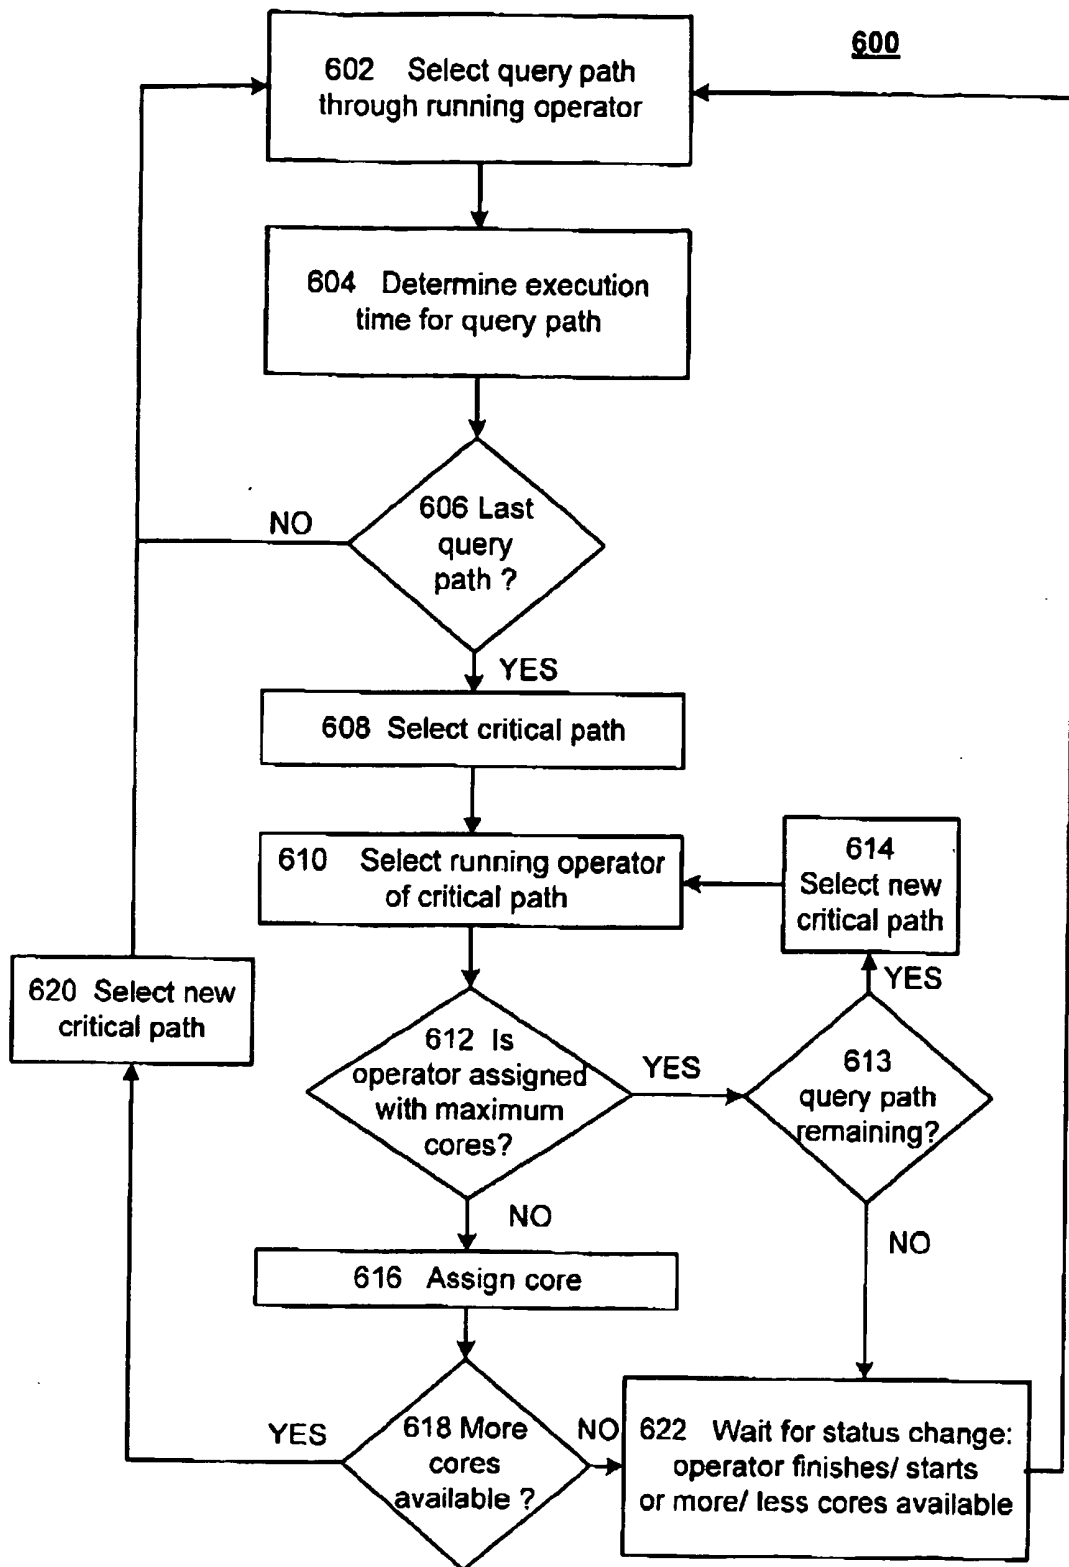 600
602 Select query path
through running operator
604 Determine execution
time for query path
606 Last
query
path ?
NO
YES
608 Select critical path
610 Select running operator
of critical path
614
Select new
critical path
YES
620 Select new
critical path
612 Is
operator assigned
with maximum
cores?
YES
613
query path
remaining?
NO
NO
616 Assign core
618 More
cores
available ?
YES
NO
622 Wait for status change:
operator finishes/ starts
or more/ less cores available